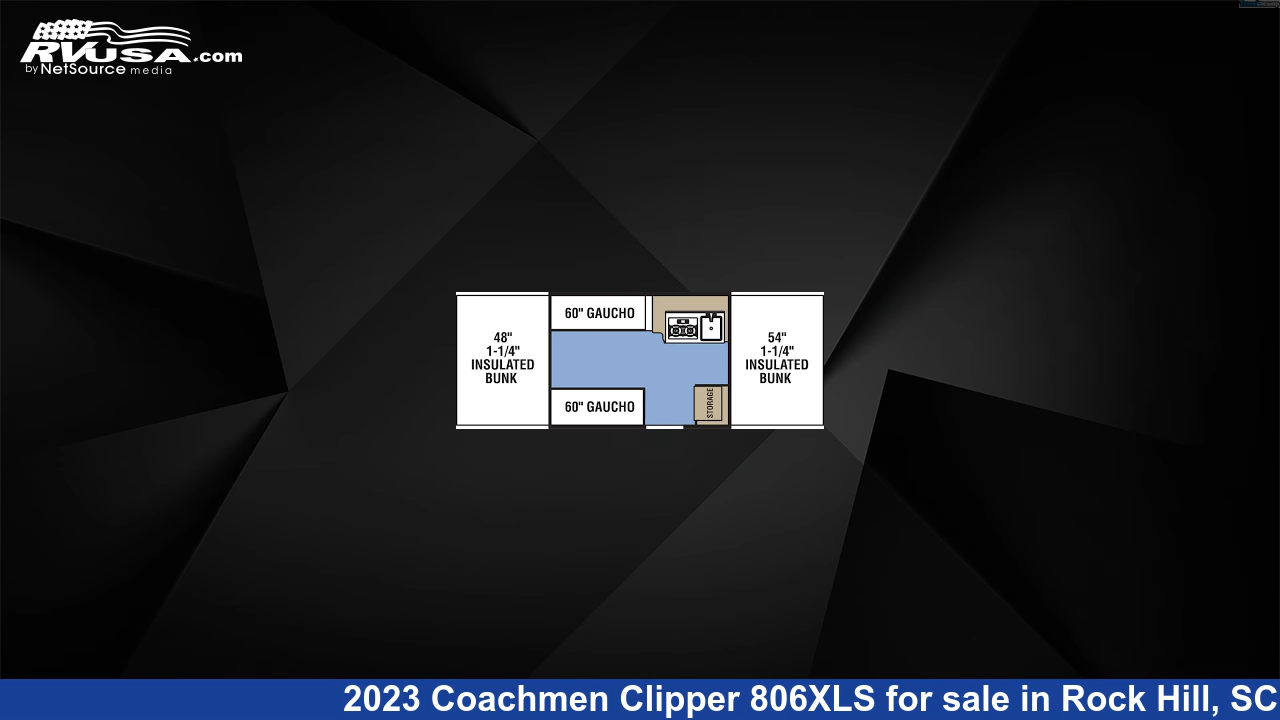 RVUSA.com
by NetSource media
60" GAUCHO
48"
1-1/4"
INSULATED
BUNK
54"
1-1/4"
INSULATED
BUNK
60" GAUCHO
STORAGE
2023 Coachmen Clipper 806XLS for sale in Rock Hill, SC